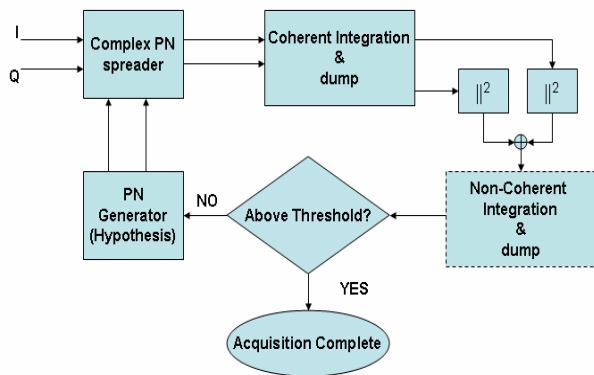 I
Q
Complex PN
spreader
Coherent Integration
&
dump
||²
||²
PN
Generator
(Hypothesis)
NO
Above Threshold?
Non-Coherent
Integration
&
dump
YES
Acquisition Complete